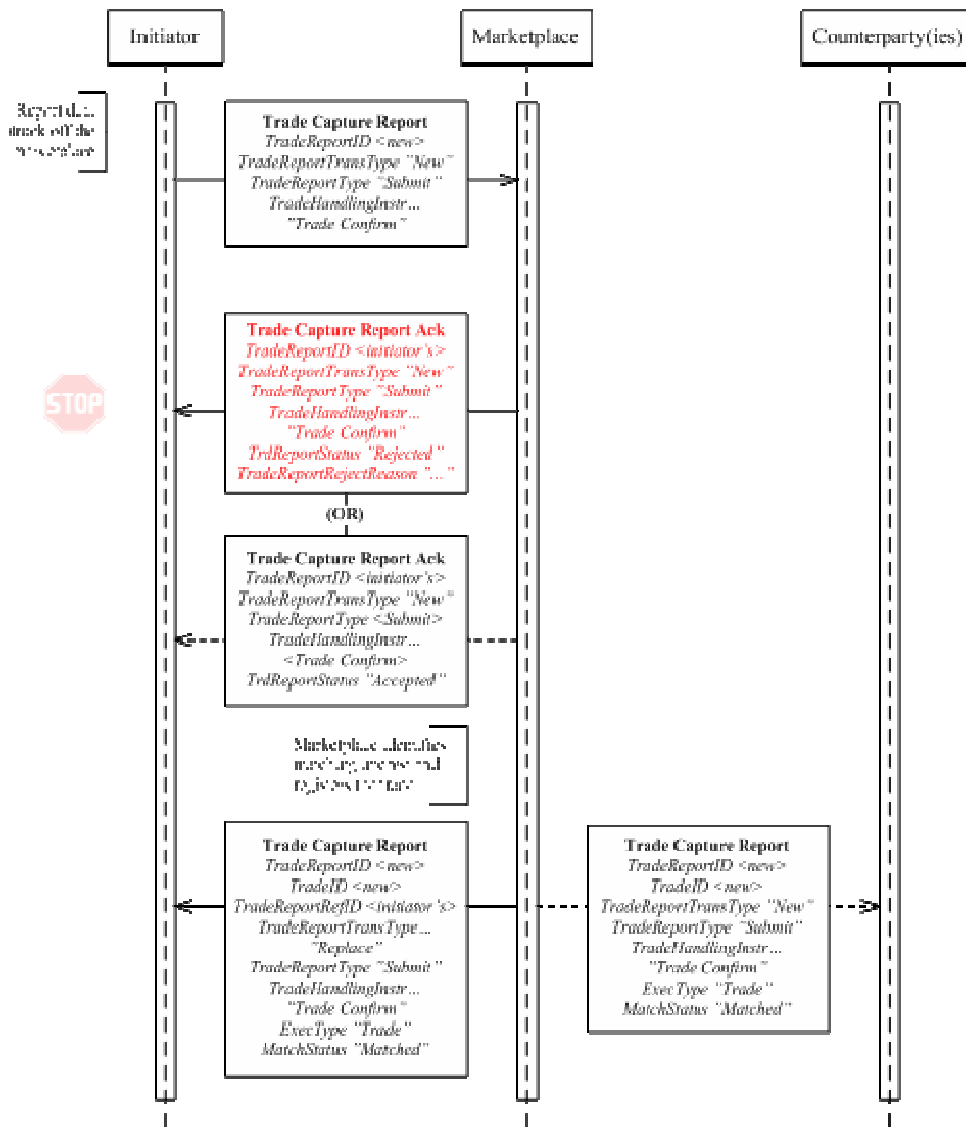 Initiator
Marketplace
Counterparty(ies)
off the
Trade Capture Report
TradeReportID <new>
TradeReportTransType "New"
TradeReportType "Submit"
TradeHandlingInstr...
"Trade Confirm"
STOP
Trade Capture Report Ack
TradeReportID <initiator's>
TradeReportTransType "New"
TradeReportType "Submit"
TradeHandlingInstr...
"Trade Confirm"
TrdReportStatus "Rejected"
TradeReportRejectReason "..."
(OR)
Trade Capture Report Ack
TradeReportID <initiator's>
TradeReportTransType "New"
TradeReportType <Submit>
TradeHandlingInstr...
<Trade Confirm>
TrdReportStatus "Accepted"
Marketplace identifies
Trade Capture Report
TradeReportID <new>
TradeID <new>
TradeReportRefID <initiator's>
TradeReportTransType...
"Replace"
TradeReportType "Submit"
TradeHandlingInstr...
"Trade Confirm"
ExecType "Trade"
MatchStatus "Matched"
Trade Capture Report
TradeReportID <new>
TradeID <new>
TradeReportTransType "New"
TradeReportType "Submit"
TradeHandlingInstr...
"Trade Confirm"
ExecType "Trade"
MatchStatus "Matched"